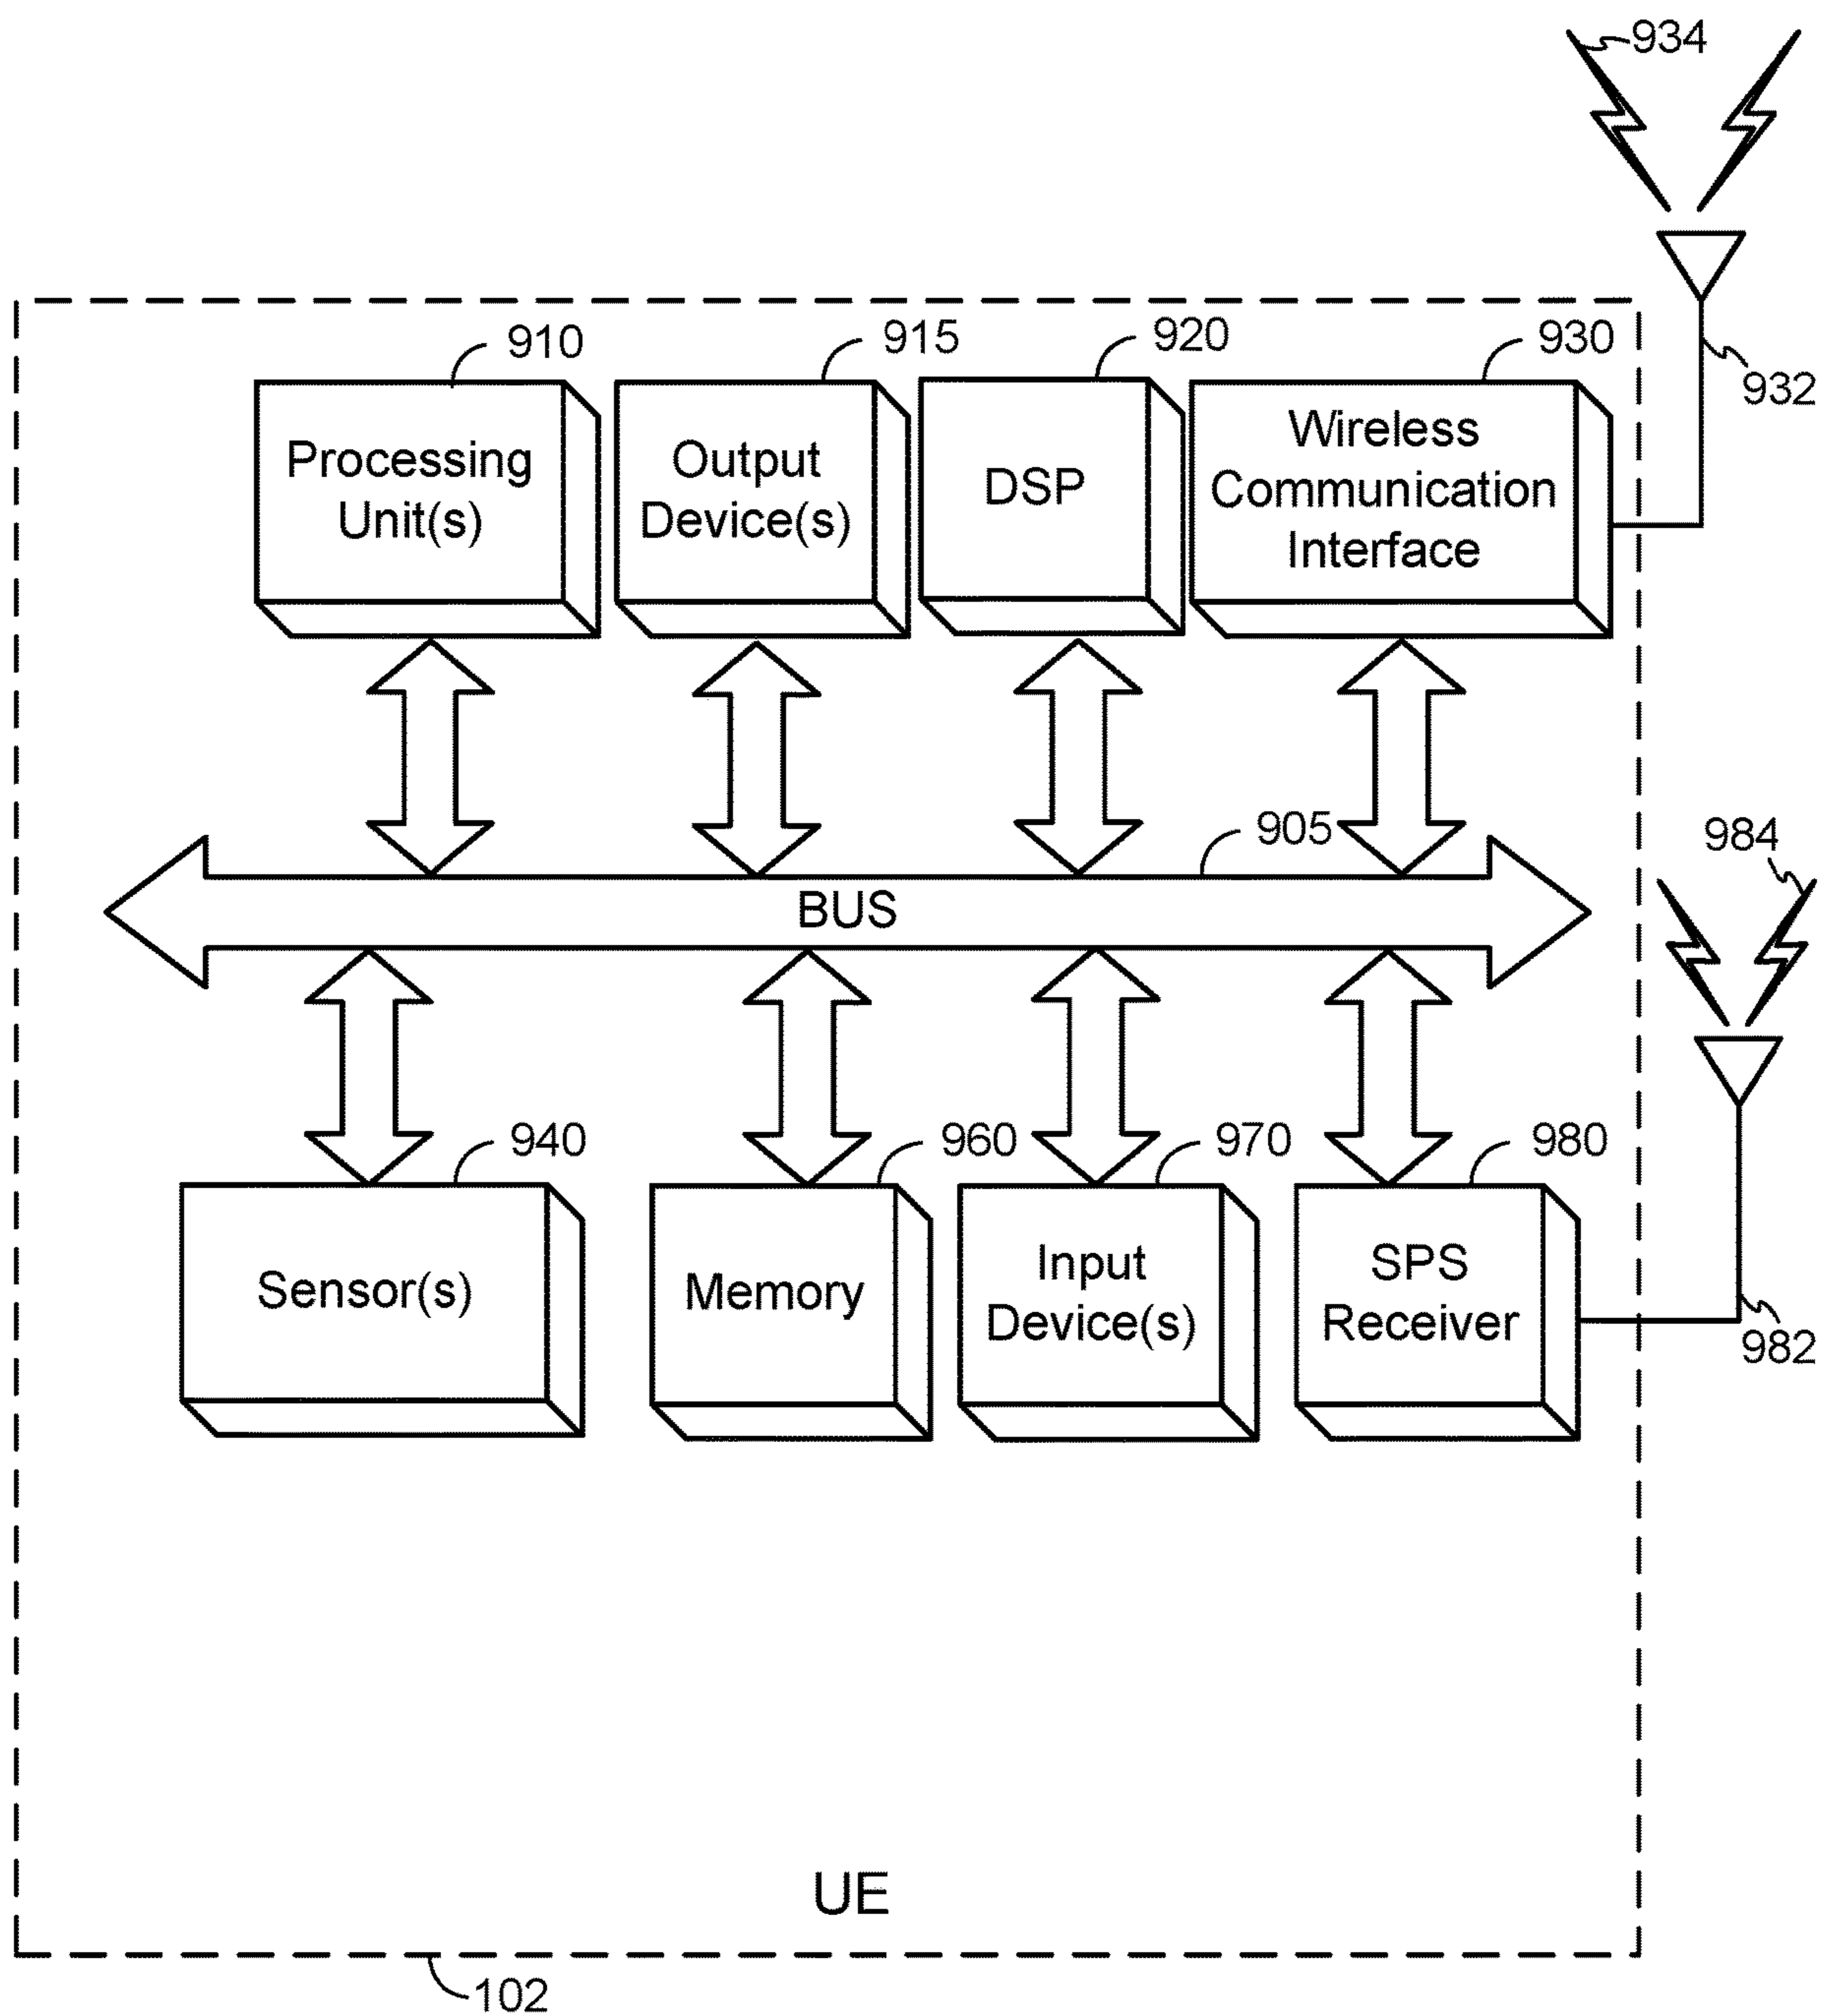 934
910
915
920
930
932
Processing
Unit(s)
Output
Device(s)
DSP
Wireless
Communication
Interface
905
984
BUS
940
960
970
980
982
Sensor(s)
Memory
Input
Device(s)
SPS
Receiver
UE
102